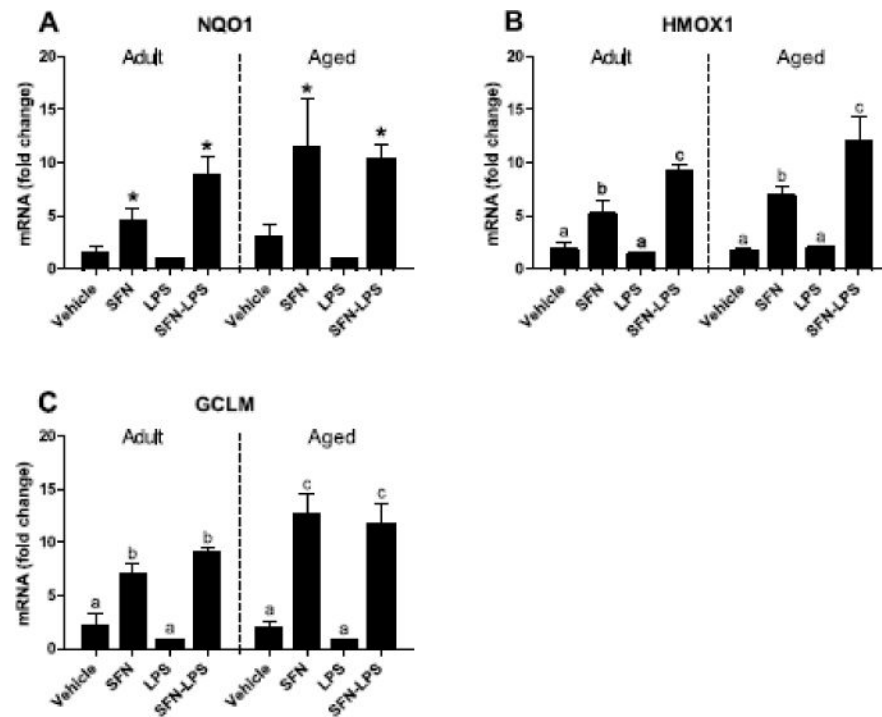 A NQO1
Adult Aged
mRNA (fold change)
20
15
10
5
0
* * * *
Vehicle SFN LPS SFN-LPS Vehicle SFN LPS SFN-LPS
B HMOX1
Adult Aged
mRNA (fold change)
20
15
10
5
0
a b a c a b a c
Vehicle SFN LPS SFN-LPS Vehicle SFN LPS SFN-LPS
C GCLM
Adult Aged
mRNA (fold change)
20
15
10
5
0
a b a b a c a c
Vehicle SFN LPS SFN-LPS Vehicle SFN LPS SFN-LPS